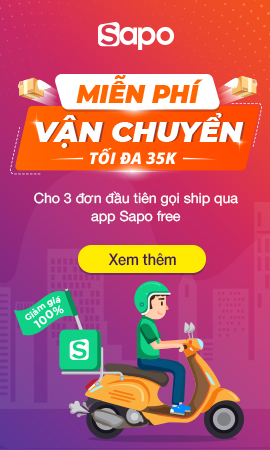 Sapo
MIỄN PHÍ
VẬN CHUYỂN
TỐI ĐA 35K
Cho 3 đơn đầu tiên gọi ship qua
app Sapo free
Xem thêm
Giảm giá
100%
S